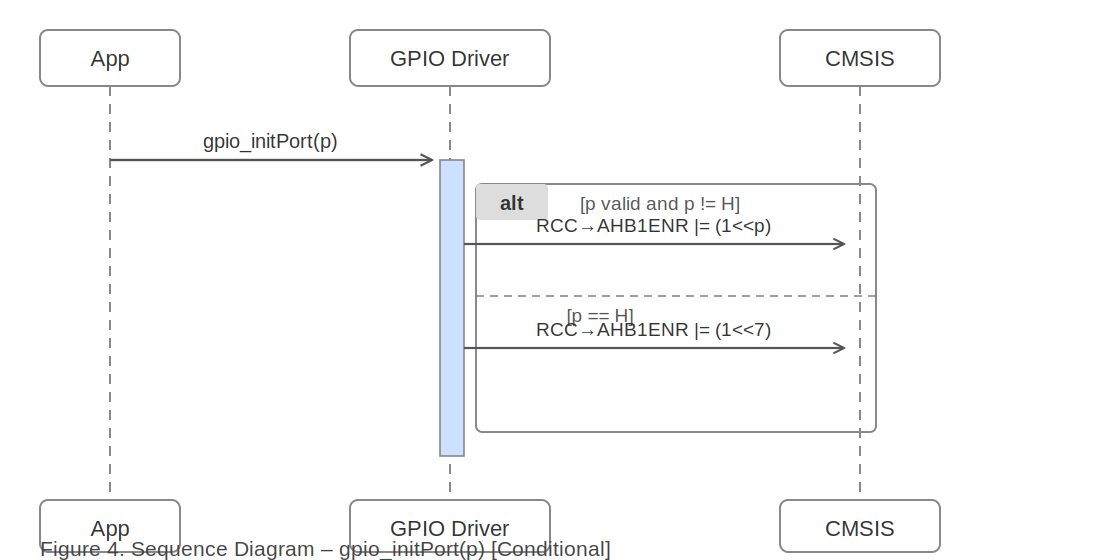 App GPIO Driver CMSIS
gpio_initPort(p)
alt [p valid and p != H]
RCC→AHB1ENR |= (1<<p)
[p == H]
RCC→AHB1ENR |= (1<<7)
App GPIO Driver CMSIS
Figure 4. Sequence Diagram – gpio_initPort(p) [Conditional]